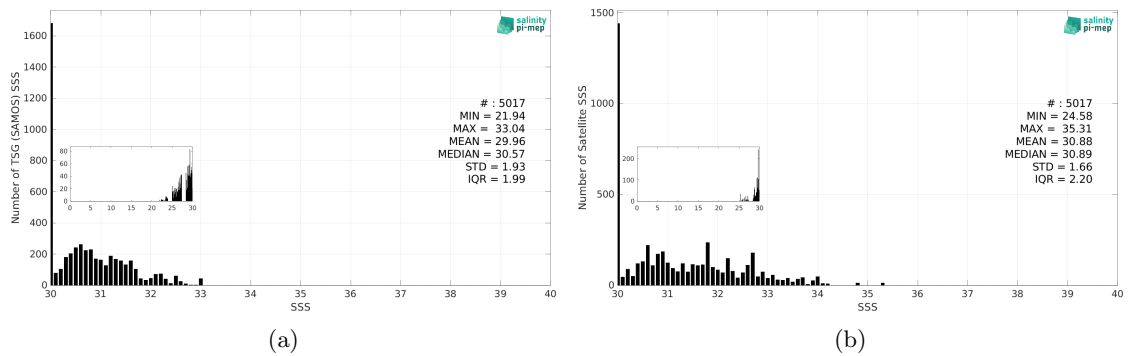 salinity
pi-mep
Number of TSG (SAMOS) SSS
1600
1400
1200
1000
800
600
400
200
0
# : 5017
MIN = 21.94
MAX = 33.04
MEAN = 29.96
MEDIAN = 30.57
STD = 1.93
IQR = 1.99
80
60
40
20
0
0 5 10 15 20 25 30
30 31 32 33 34 35 36 37 38 39 40
SSS
(a)
salinity
pi-mep
Number of Satellite SSS
1500
1000
500
0
# : 5017
MIN = 24.58
MAX = 35.31
MEAN = 30.88
MEDIAN = 30.89
STD = 1.66
IQR = 2.20
200
100
0
0 5 10 15 20 25 30
30 31 32 33 34 35 36 37 38 39 40
SSS
(b)